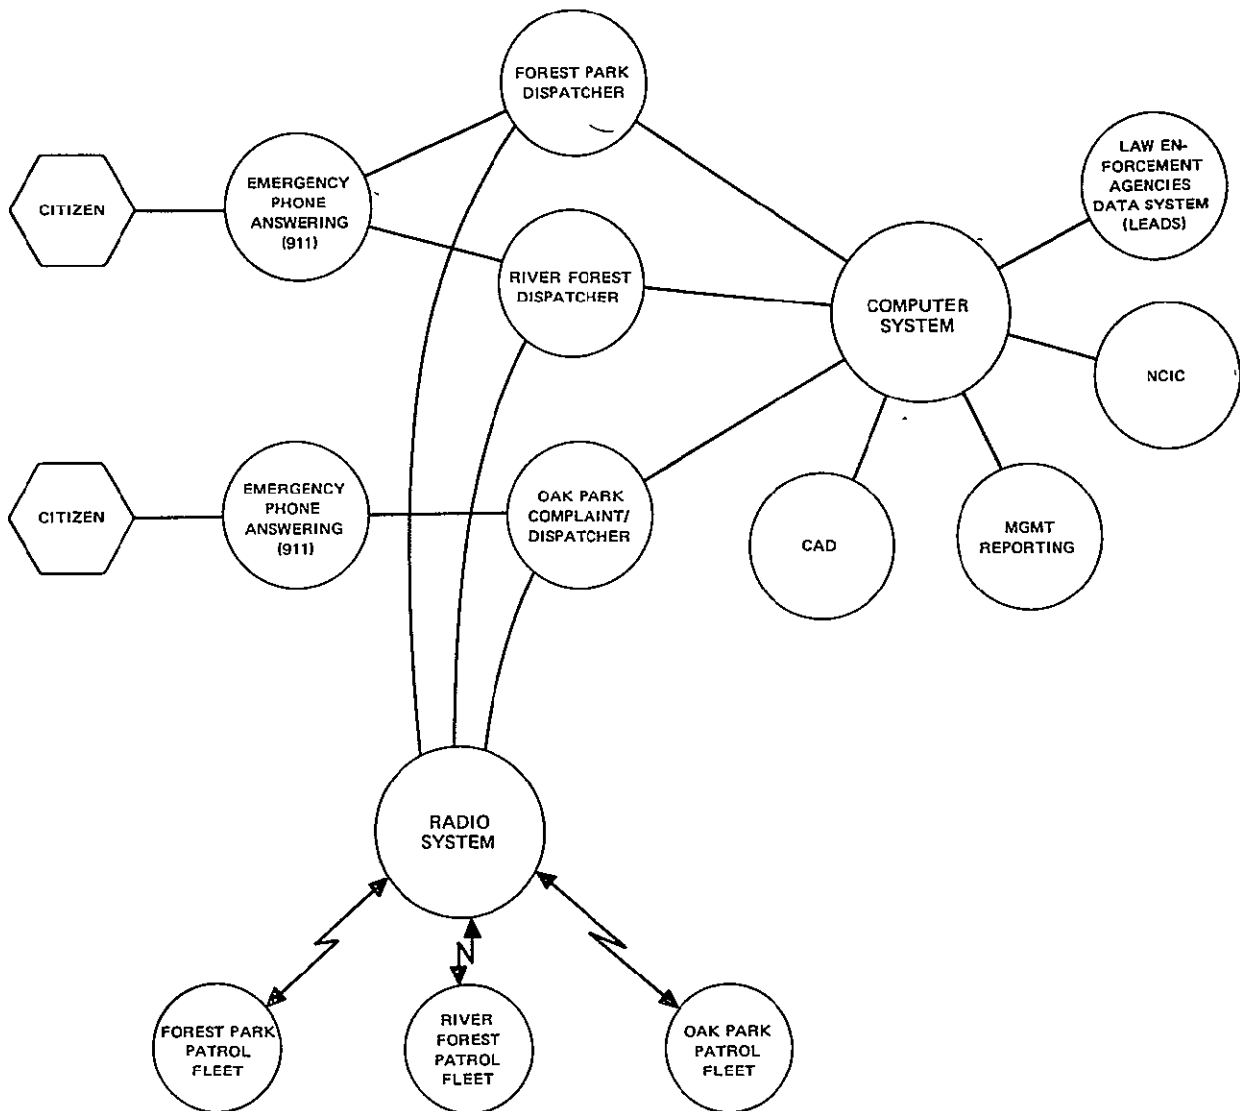 FOREST PARK
DISPATCHER
LAW EN-
FORCEMENT
AGENCIES
DATA SYSTEM
(LEADS)
CITIZEN
EMERGENCY
PHONE
ANSWERING
(911)
RIVER FOREST
DISPATCHER
COMPUTER
SYSTEM
NCIC
CITIZEN
EMERGENCY
PHONE
ANSWERING
(911)
OAK PARK
COMPLAINT/
DISPATCHER
CAD
MGMT
REPORTING
RADIO
SYSTEM
FOREST PARK
PATROL
FLEET
RIVER
FOREST
PATROL
FLEET
OAK PARK
PATROL
FLEET